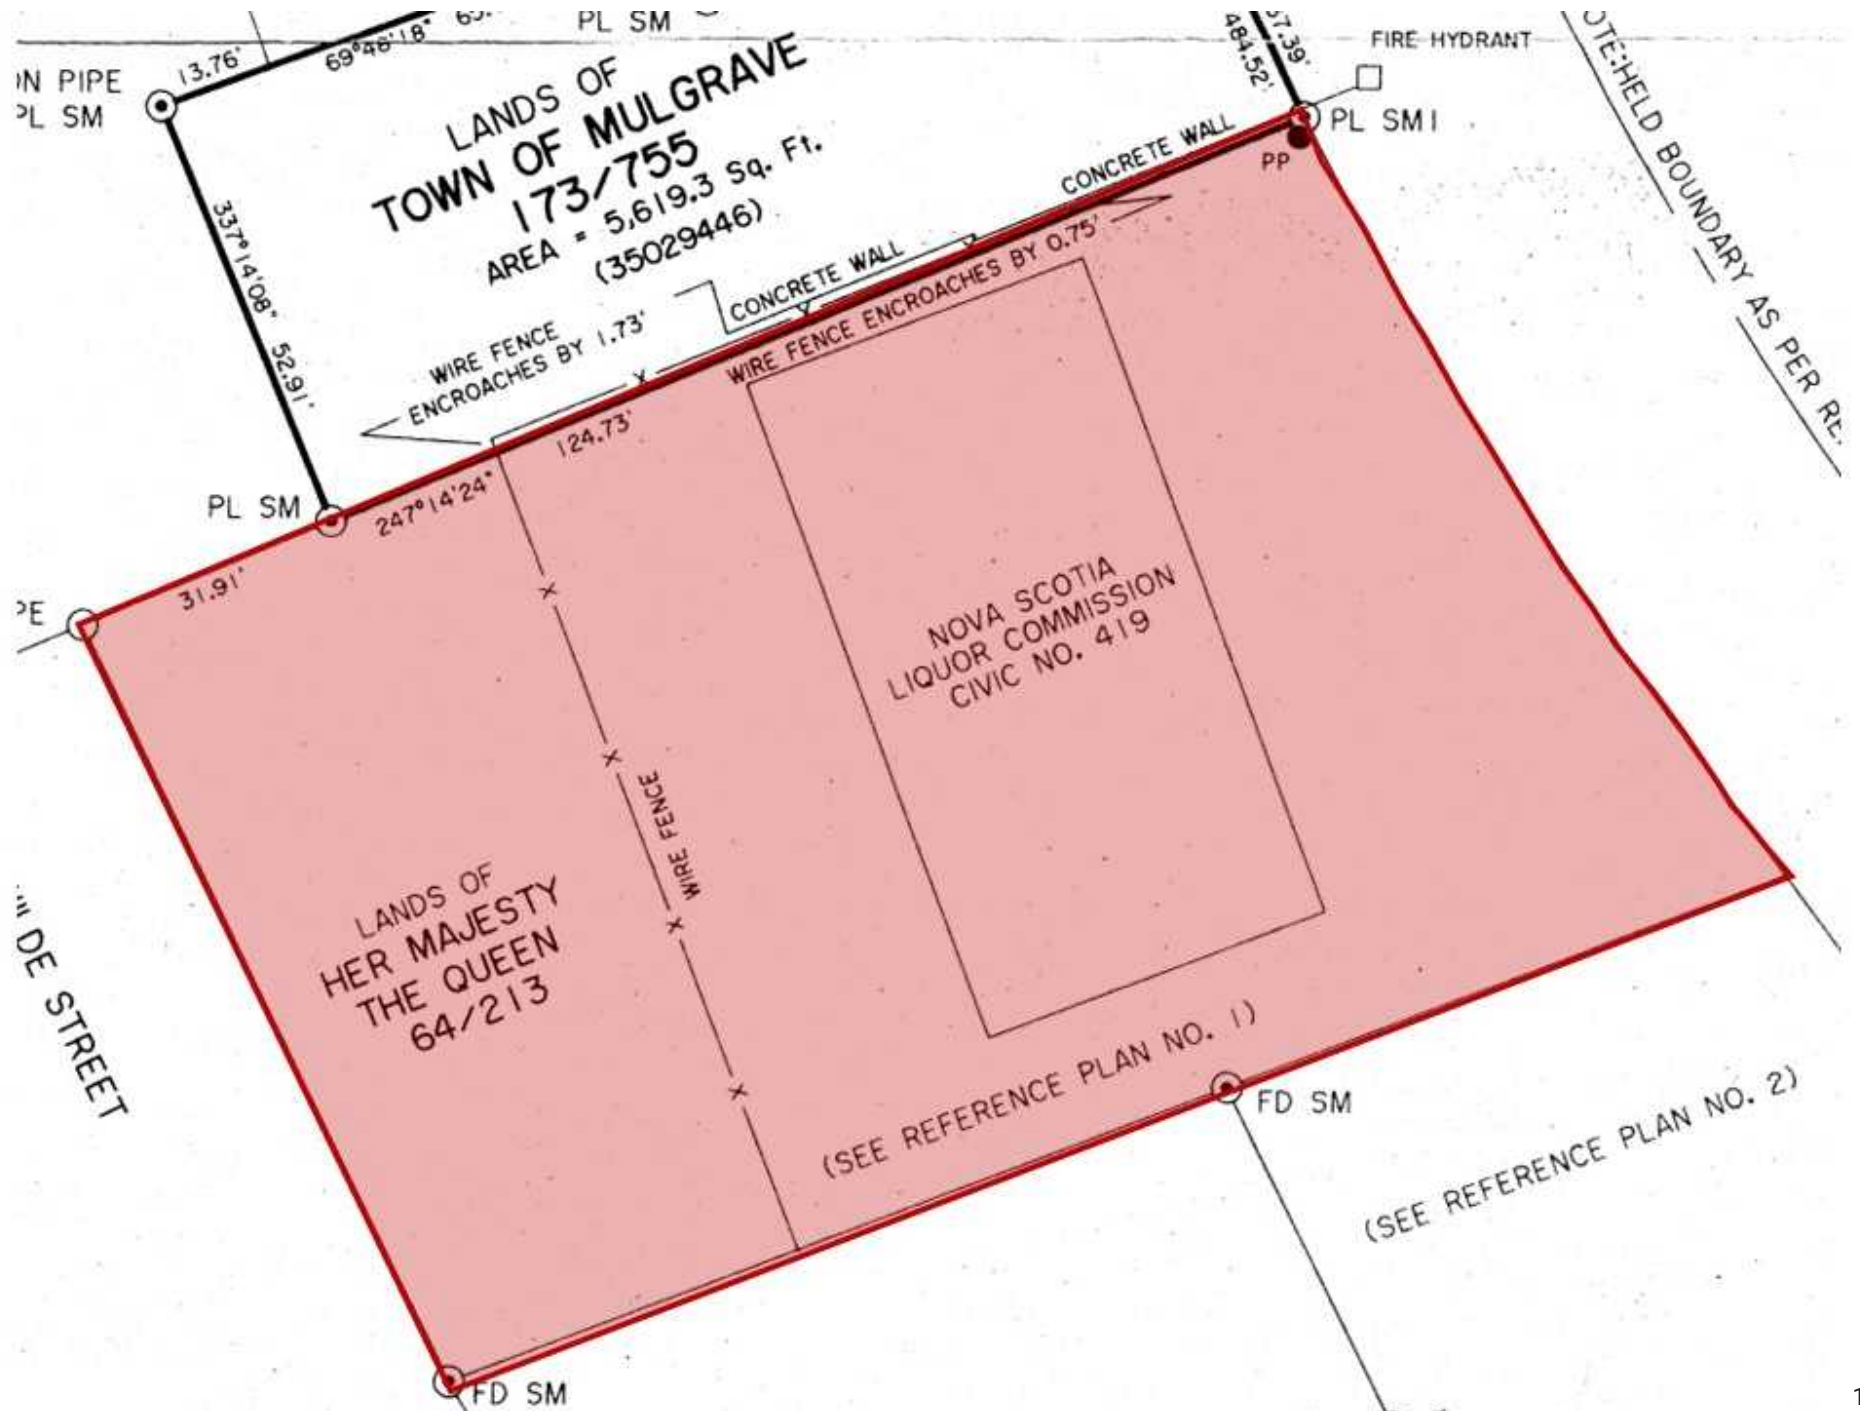 13.76'
69°48'18"
PL SM
PIPE
PL SM
LANDS OF
TOWN OF MULGRAVE
173/755
AREA = 5,619.3 Sq. Ft.
(35029446)
484.52'
FIRE HYDRANT
PL SM1
PP
HELD BOUNDARY AS PER
337°14'08" 52.91'
CONCRETE WALL
CONCRETE WALL
WIRE FENCE
ENCROACHES BY 1.73'
WIRE FENCE ENCROACHES BY 0.75'
124.73'
247°14'24"
PL SM
31.91'
NOVA SCOTIA
LIQUOR COMMISSION
CIVIC NO. 419
WIRE FENCE
LANDS OF
HER MAJESTY
THE QUEEN
64/213
STREET
(SEE REFERENCE PLAN NO. 1)
FD SM
(SEE REFERENCE PLAN NO. 2)
FD SM
1